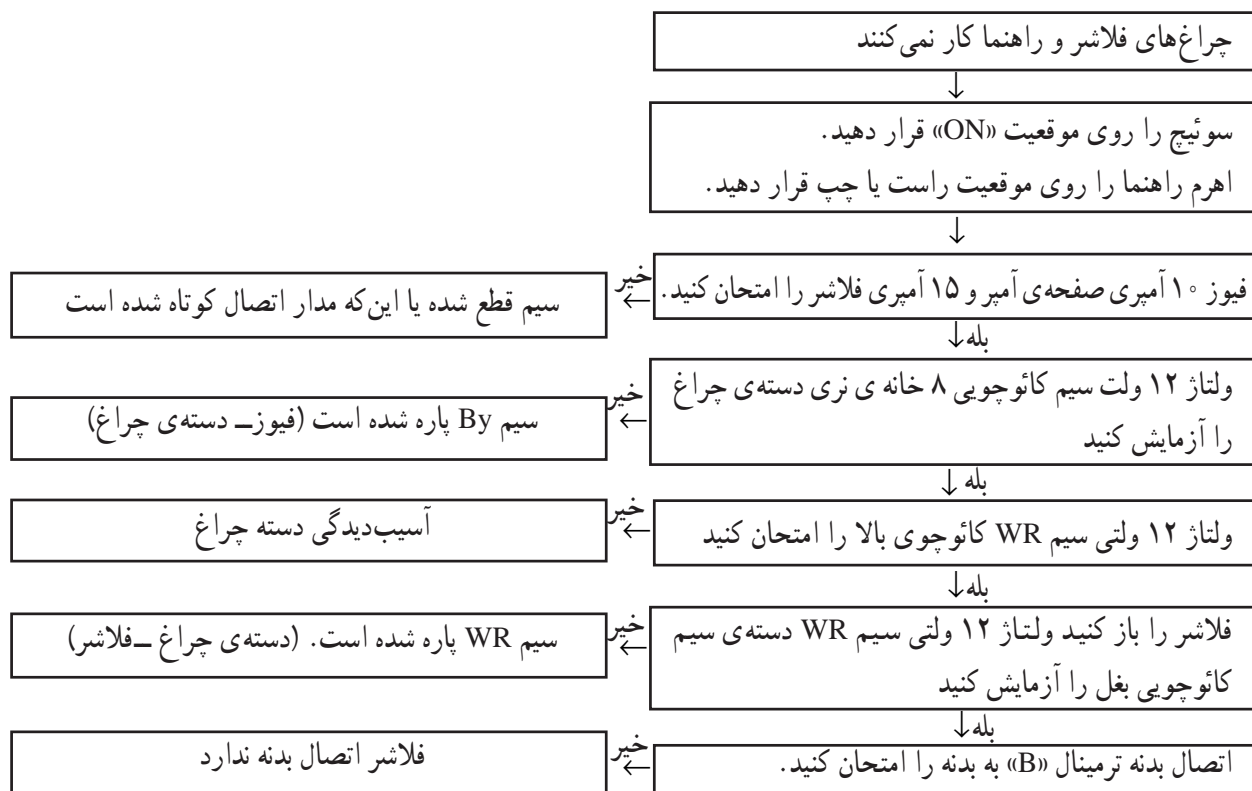 چراغ‌های فلاشر و راهنما کار نمی‌کنند
↓
سوئیچ را روی موقعیت «ON» قرار دهید.
اهرم راهنما را روی موقعیت راست یا چپ قرار دهید.
↓
فیوز ۱۰ آمپری صفحه‌ی آمپر و ۱۵ آمپری فلاشر را امتحان کنید.
خیر
←
سیم قطع شده یا این‌که مدار اتصال کوتاه شده است
بله↓
ولتاژ ۱۲ ولت سیم کائوچویی ۸ خانه ی نری دسته‌ی چراغ
را آزمایش کنید
خیر
←
سیم By پاره شده است (فیوز ــ دسته‌ی چراغ)
بله ↓
ولتاژ ۱۲ ولتی سیم WR کائوچوی بالا را امتحان کنید
خیر
←
آسیب‌دیدگی دسته چراغ
بله↓
فلاشر را باز کنید ولتاژ ۱۲ ولتی سیم WR دسته‌ی سیم
کائوچویی بغل را آزمایش کنید
خیر
←
سیم WR پاره شده است. (دسته‌ی چراغ ــ فلاشر)
بله↓
اتصال بدنه ترمینال «B» به بدنه را امتحان کنید.
خیر
←
فلاشر اتصال بدنه ندارد